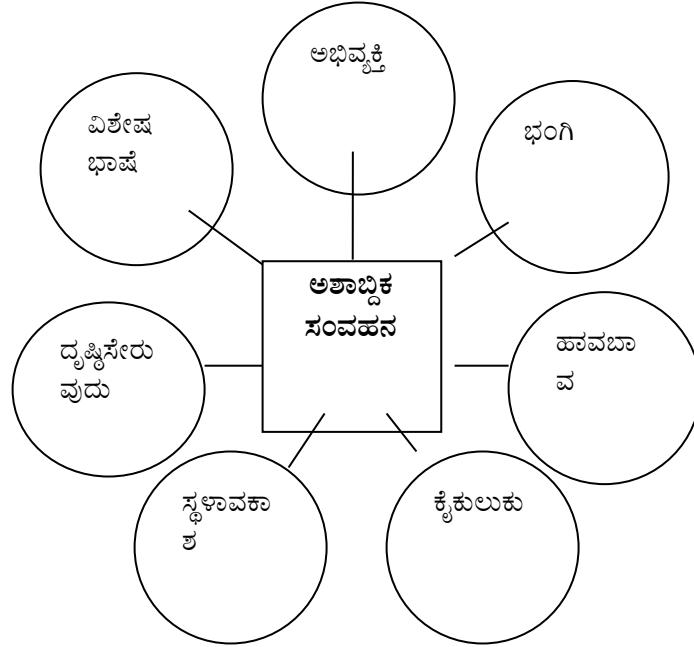 ಅಭಿವ್ಯಕ್ತಿ
ವಿಶೇಷ
ಭಾಷೆ
ಭಂಗಿ
ಅಶಾಬ್ದಿಕ
ಸಂವಹನ
ದೃಷ್ಠಿಸೇರು
ವುದು
ಹಾವಬಾ
ವ
ಸ್ಥಳಾವಕಾ
ಶ
ಕೈಕುಲುಕು